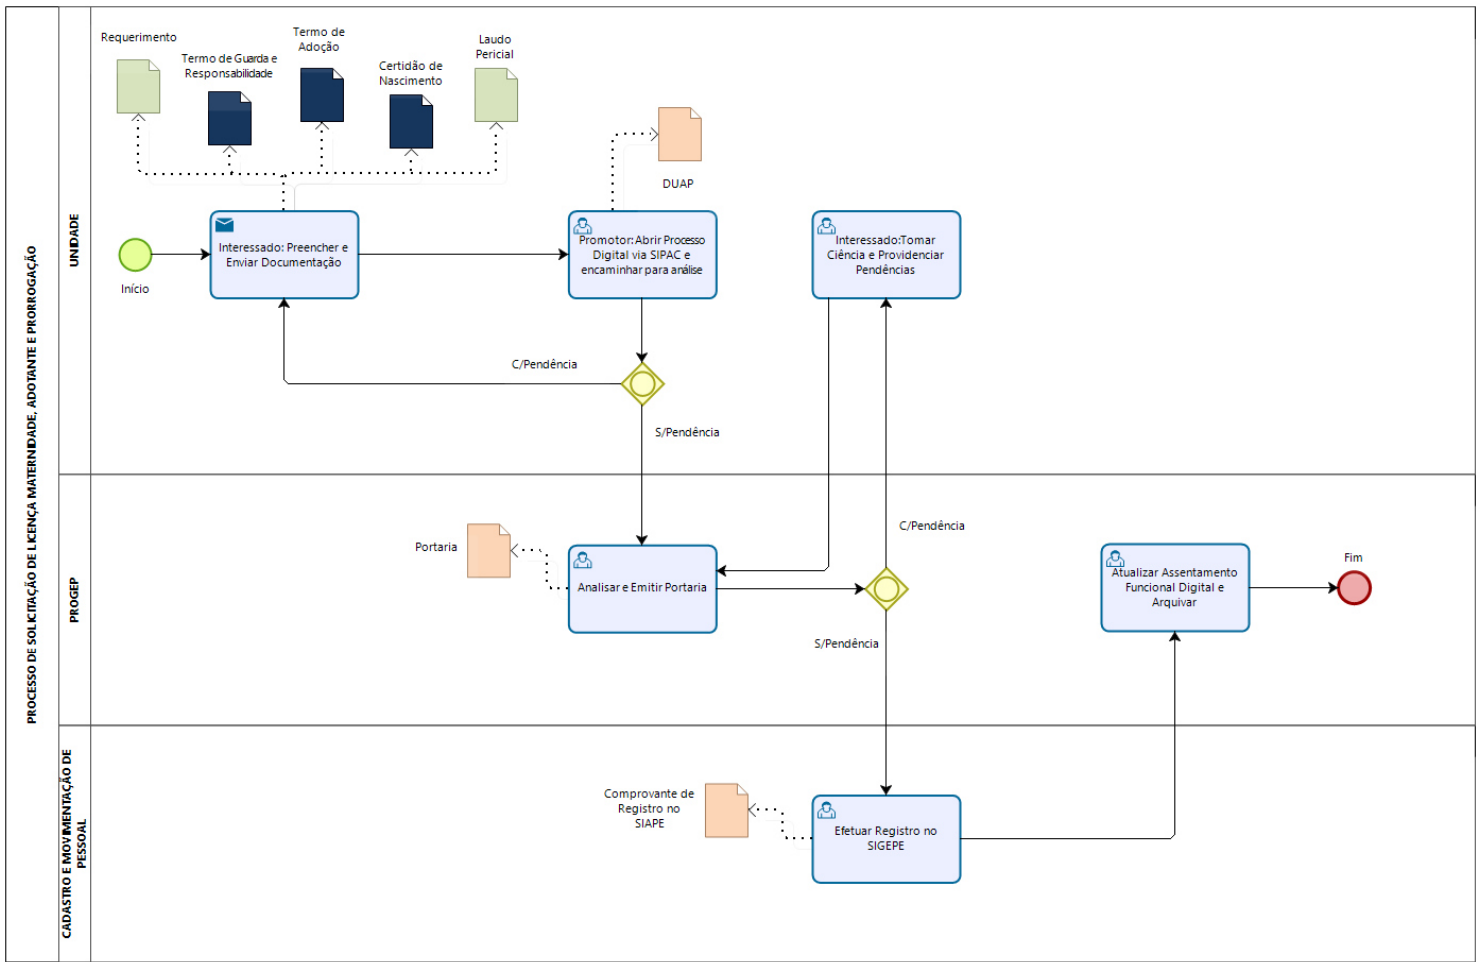 PROCESSO DE SOLICITAÇÃO DE LICENÇA MATERNIDADE, ADOTANTE E PRORROGAÇÃO
UNIDADE
Requerimento
Termo de Guarda e
Responsabilidade
Termo de
Adoção
Certidão de
Nascimento
Laudo
Pericial
DUAP
Início
Interessado: Preencher e
Enviar Documentação
Promotor: Abrir Processo
Digital via SIPAC e
encaminhar para análise
Interessado:Tomar
Ciência e Providenciar
Pendências
C/Pendência
S/Pendência
PROGEP
Portaria
Analisar e Emitir Portaria
C/Pendência
S/Pendência
Atualizar Assentamento
Funcional Digital e
Arquivar
Fim
CADASTRO E MOVIMENTAÇÃO DE
PESSOAL
Comprovante de
Registro no
SIAPE
Efetuar Registro no
SIGEPE